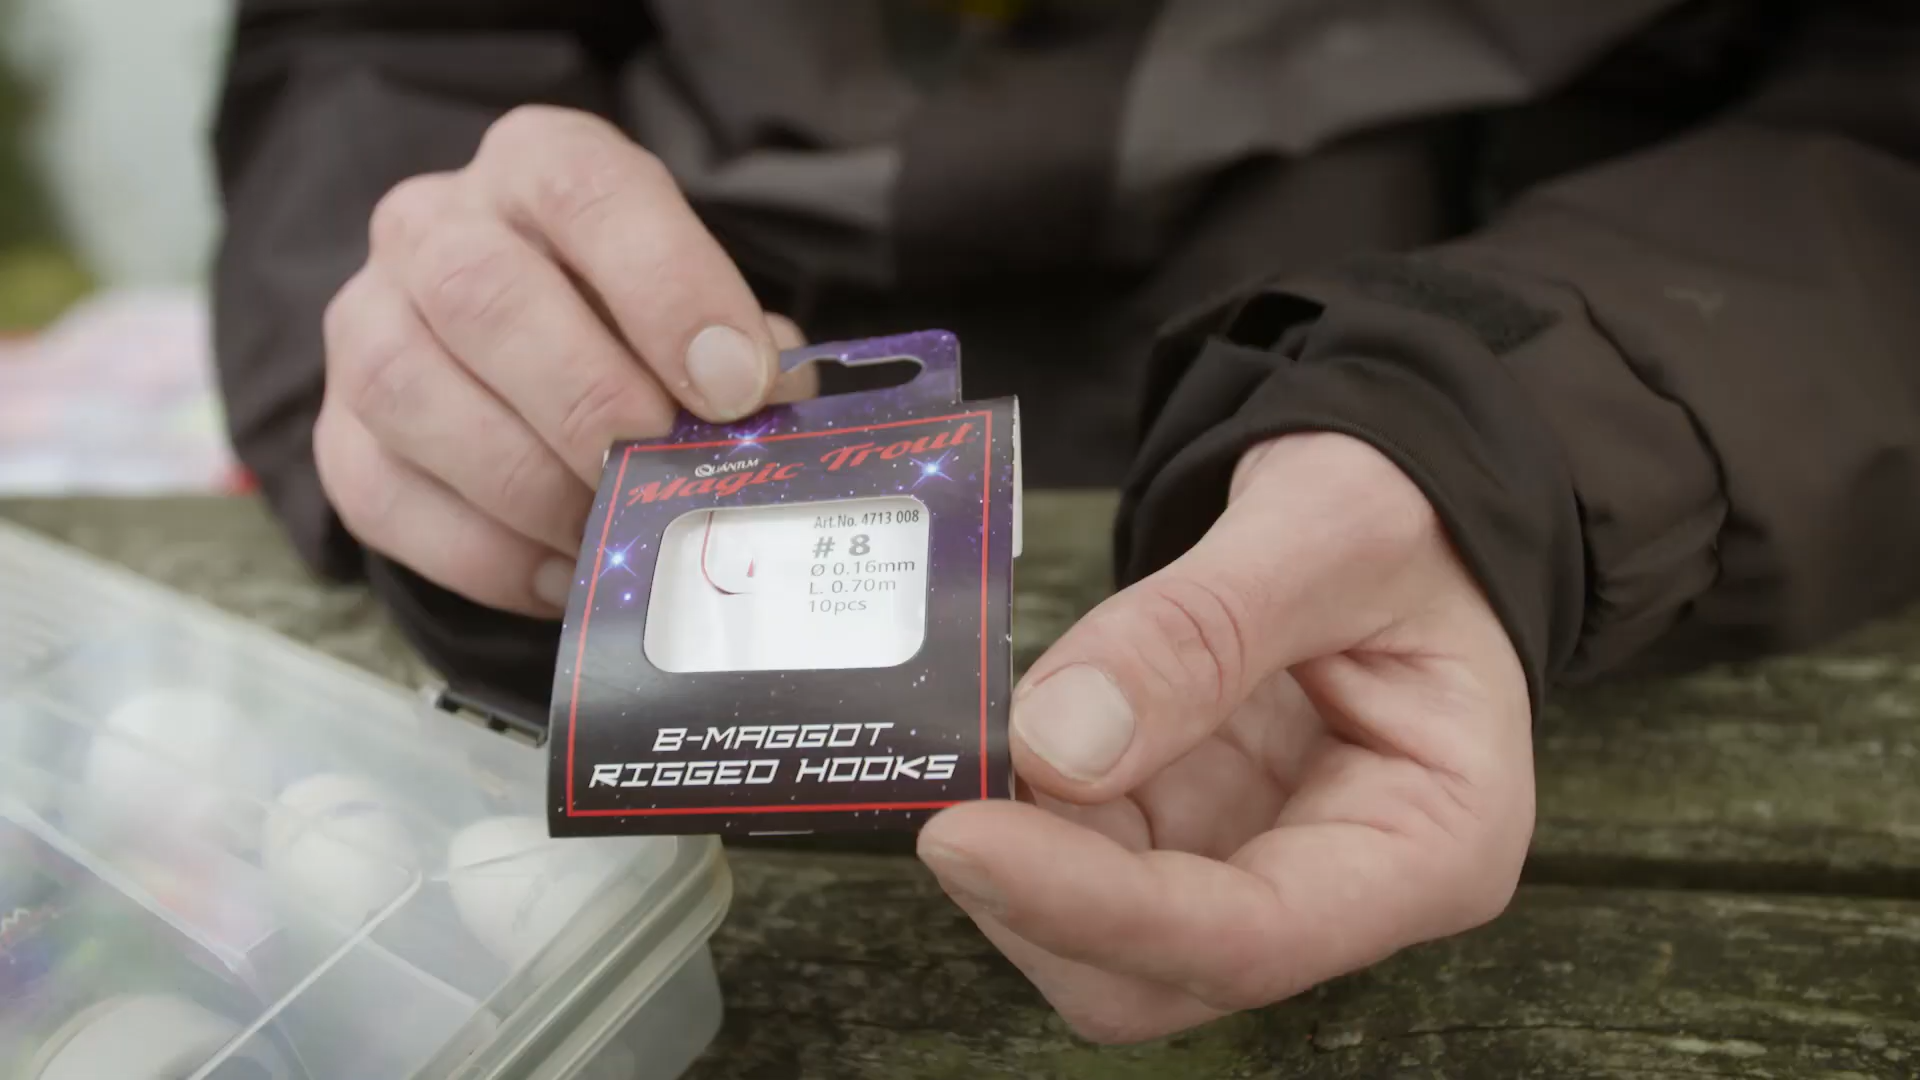 QUANTUM
Magic Trout
Art.No. 4713 008
# 8
Ø 0.16mm
L. 0.70m
10pcs
B-MAGGOT
RIGGED HOOKS